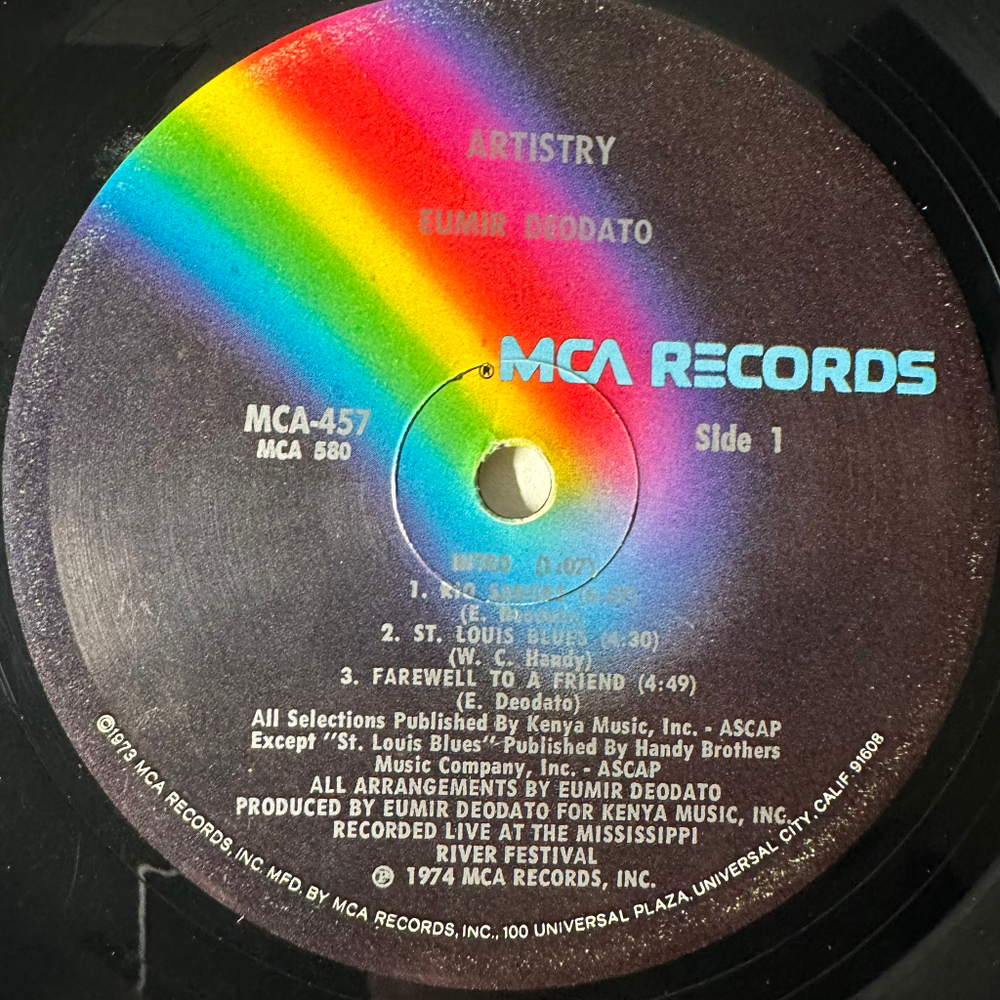 ARTISTRY
EUMIR DEODATO
® MCA RECORDS
MCA-457
MCA 580
Side 1
INTRO (1:07)
1. RIO
(E. Deodato)
2. ST. LOUIS BLUES (4:30)
(W. C. Handy)
3. FAREWELL TO A FRIEND (4:49)
(E. Deodato)
All Selections Published By Kenya Music, Inc. - ASCAP
Except "St. Louis Blues" Published By Handy Brothers
Music Company, Inc. - ASCAP
ALL ARRANGEMENTS BY EUMIR DEODATO
PRODUCED BY EUMIR DEODATO FOR KENYA MUSIC, INC.
RECORDED LIVE AT THE MISSISSIPPI
RIVER FESTIVAL
℗ 1974 MCA RECORDS, INC.
©1973 MCA RECORDS, INC. MFD. BY MCA RECORDS, INC., 100 UNIVERSAL PLAZA, UNIVERSAL CITY, CALIF. 91608